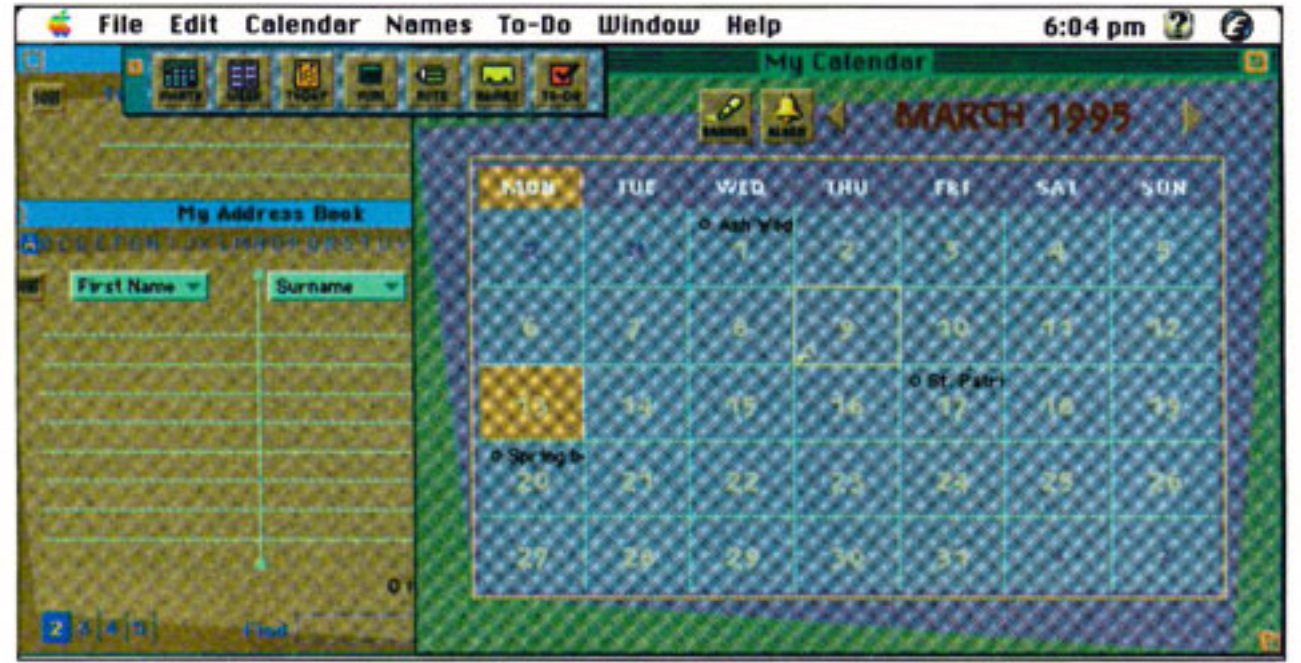 File Edit Calendar Names To-Do Window Help 6:04 pm
My Calendar
TO-DO
MARCH 1995
MON TUE WED THU FRI SAT SUN
Ash Wed
1 2 3 4 5
6 7 8 9 10 11 12
St. Patri
13 14 15 16 17 18 19
Spring b
20 21 22 23 24 25 26
27 28 29 30 31
My Address Book
First Name Surname
0
2 3 4 5 Find